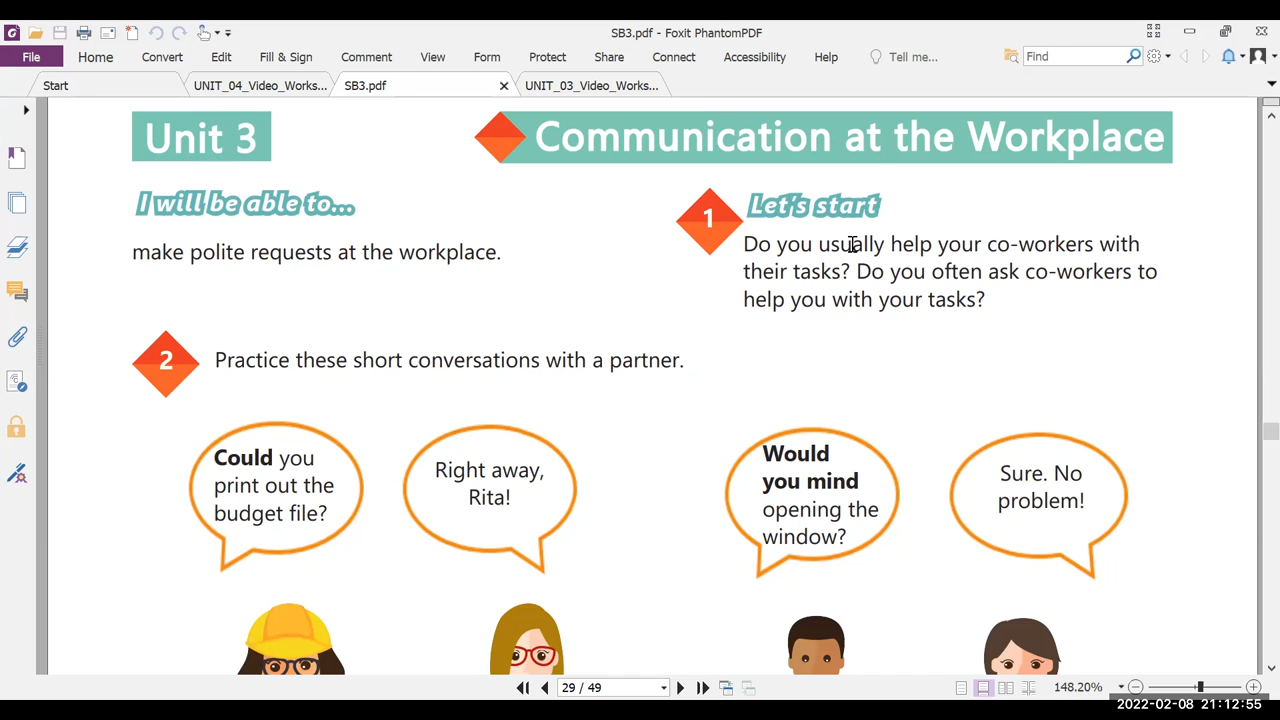 SB3.pdf - Foxit PhantomPDF
File Home Convert Edit Fill & Sign Comment View Form Protect Share Connect Accessibility Help Tell me... Find
Start UNIT_04_Video_Works... SB3.pdf UNIT_03_Video_Works...
Unit 3
Communication at the Workplace
I will be able to...
make polite requests at the workplace.
1
Let's start
Do you usually help your co-workers with
their tasks? Do you often ask co-workers to
help you with your tasks?
2
Practice these short conversations with a partner.
Could you
print out the
budget file?
Right away,
Rita!
Would
you mind
opening the
window?
Sure. No
problem!
29 / 49
148.20%
2022-02-08 21:12:55